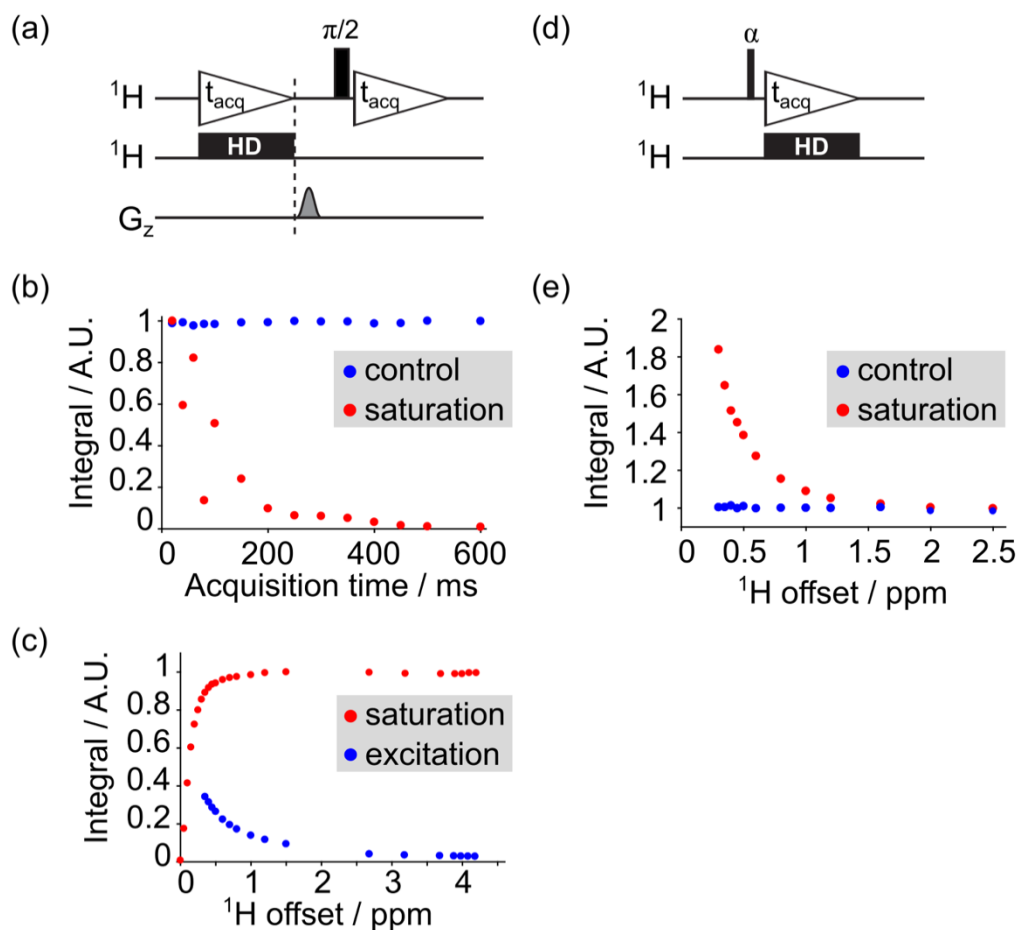 (a)
π/2
¹H
t_acq
t_acq
¹H
HD
G_z
(d)
α
¹H
t_acq
¹H
HD
(b)
Integral / A.U.
1
0.8
0.6
0.4
0.2
0
control
saturation
0 200 400 600
Acquisition time / ms
(e)
Integral / A.U.
2
1.8
1.6
1.4
1.2
1
control
saturation
0 0.5 1 1.5 2 2.5
¹H offset / ppm
(c)
Integral / A.U.
1
0.8
0.6
0.4
0.2
0
saturation
excitation
0 1 2 3 4
¹H offset / ppm